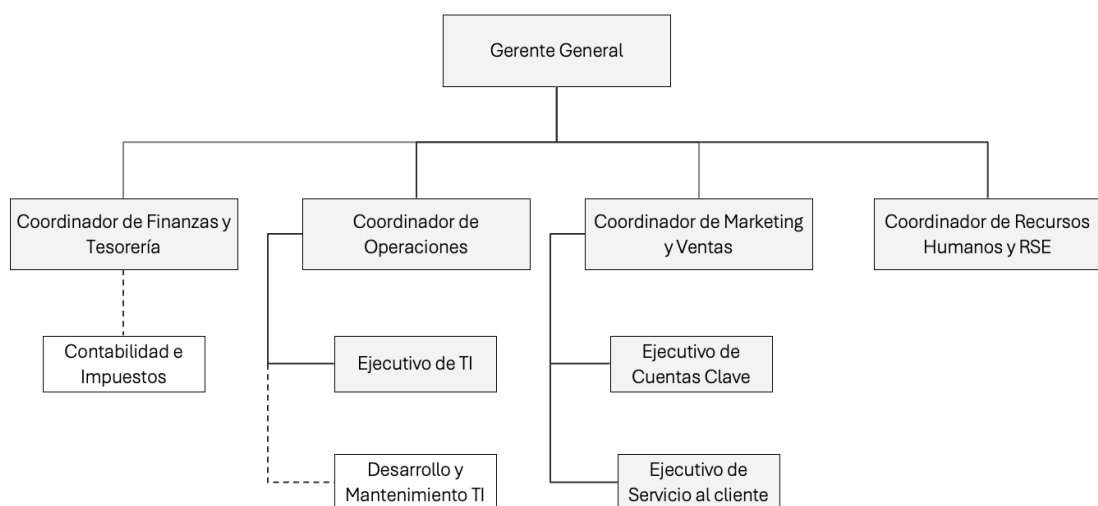 Gerente General
Coordinador de Finanzas y
Tesorería
Coordinador de
Operaciones
Coordinador de Marketing
y Ventas
Coordinador de Recursos
Humanos y RSE
Contabilidad e
Impuestos
Ejecutivo de TI
Ejecutivo de
Cuentas Clave
Desarrollo y
Mantenimiento TI
Ejecutivo de
Servicio al cliente